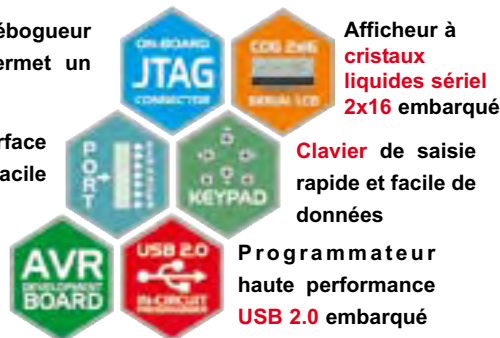 ébogueur
ermet un
ON-BOARD
JTAG
CONNECTOR
COG 2x16
SERIAL LCD
Afficheur à
cristaux
liquides sériel
2x16 embarqué
rface
acile
PORT
KEYPAD
Clavier de saisie
rapide et facile de
données
AVR
DEVELOPMENT
BOARD
USB 2.0
IN-CIRCUIT
PROGRAMMER
Programmateur
haute performance
USB 2.0 embarqué